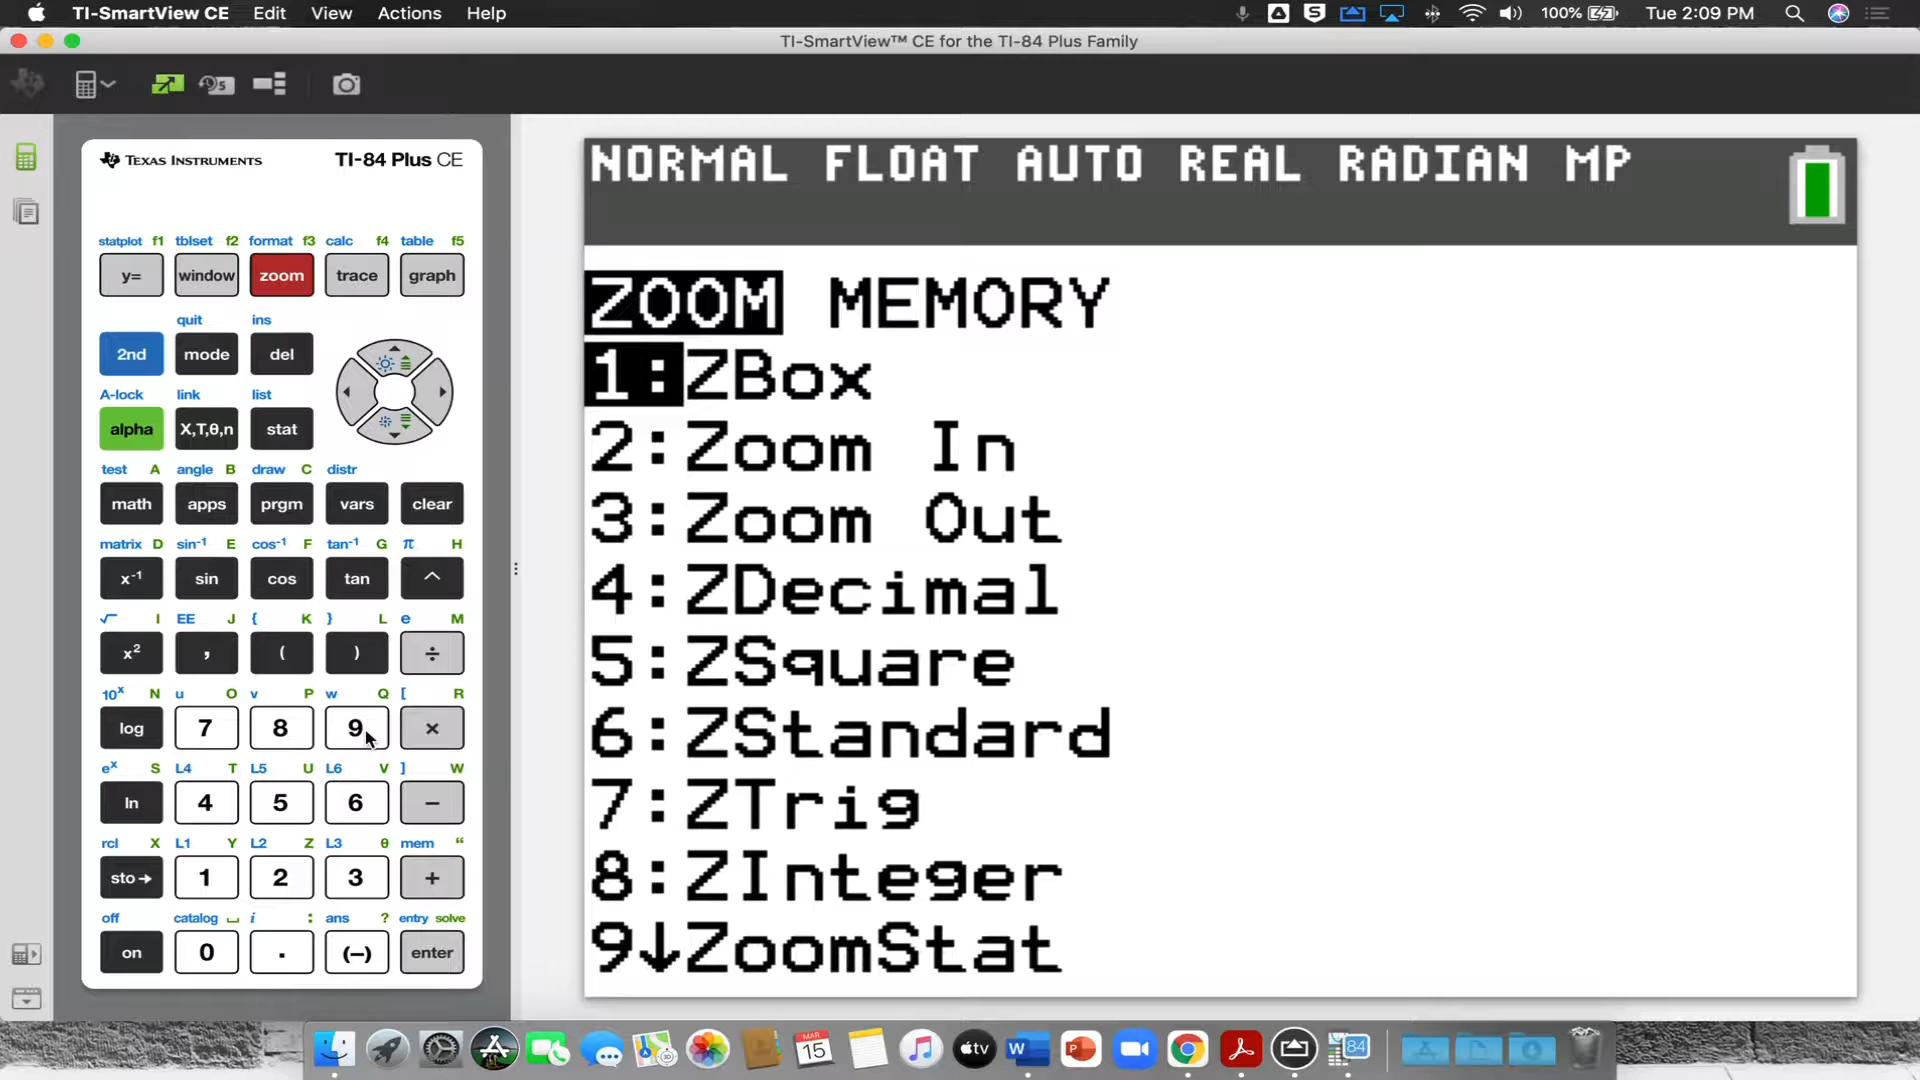 TI-SmartView CE Edit View Actions Help 100% Tue 2:09 PM
TI-SmartView™ CE for the TI-84 Plus Family
TEXAS INSTRUMENTS TI-84 Plus CE
statplot f1 tblset f2 format f3 calc f4 table f5
y= window zoom trace graph
quit ins
2nd mode del
A-lock link list
alpha X,T,θ,n stat
test A angle B draw C distr
math apps prgm vars clear
matrix D sin⁻¹ E cos⁻¹ F tan⁻¹ G π H
x⁻¹ sin cos tan ^
√ I EE J { K } L e M
x² , ( ) ÷
10ˣ N u O v P w Q [ R
log 7 8 9 ×
eˣ S L4 T L5 U L6 V ] W
ln 4 5 6 −
rcl X L1 Y L2 Z L3 θ mem “
sto→ 1 2 3 +
off catalog ⎵ i : ans ? entry solve
on 0 . (−) enter
NORMAL FLOAT AUTO REAL RADIAN MP
ZOOM MEMORY
1:ZBox
2:Zoom In
3:Zoom Out
4:ZDecimal
5:ZSquare
6:ZStandard
7:ZTrig
8:ZInteger
9↓ZoomStat
MAR
15
tv
W
P
84